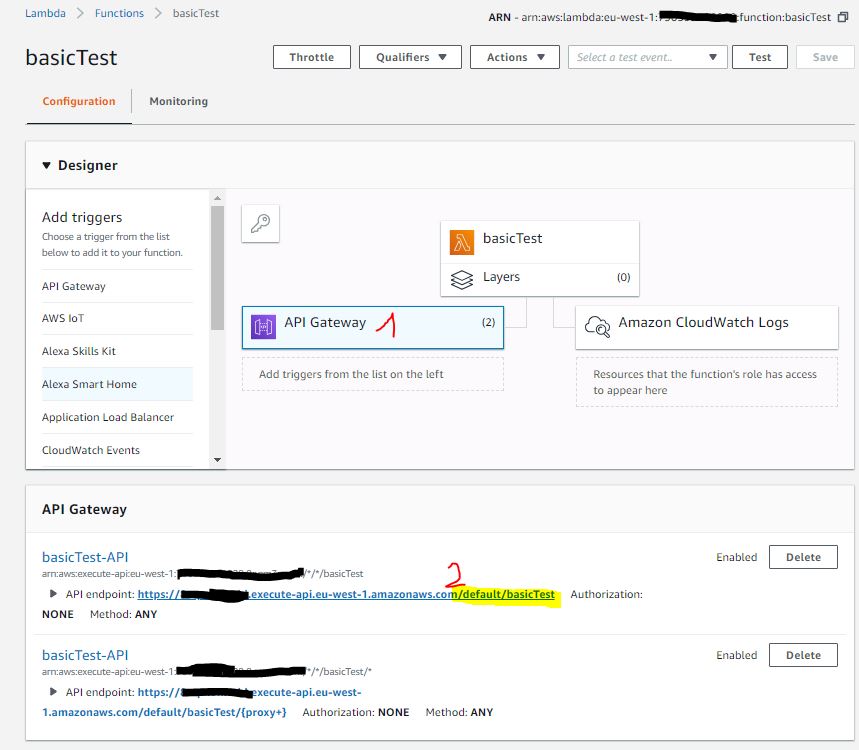 Lambda > Functions > basicTest
ARN - arn:aws:lambda:eu-west-1: :function:basicTest
basicTest
Throttle Qualifiers Actions Select a test event.. Test Save
Configuration Monitoring
Designer
Add triggers
Choose a trigger from the list
below to add it to your function.
API Gateway
AWS IoT
Alexa Skills Kit
Alexa Smart Home
Application Load Balancer
CloudWatch Events
basicTest
Layers (0)
API Gateway 1 (2)
Add triggers from the list on the left
Amazon CloudWatch Logs
Resources that the function's role has access
to appear here
API Gateway
basicTest-API
Enabled Delete
arn:aws:execute-api:eu-west-1: /*/*/basicTest
2
API endpoint: https:// .execute-api.eu-west-1.amazonaws.com/default/basicTest Authorization:
NONE Method: ANY
basicTest-API
Enabled Delete
arn:aws:execute-api:eu-west-1: /*/*/basicTest/*
API endpoint: https:// execute-api.eu-west-
1.amazonaws.com/default/basicTest/{proxy+} Authorization: NONE Method: ANY